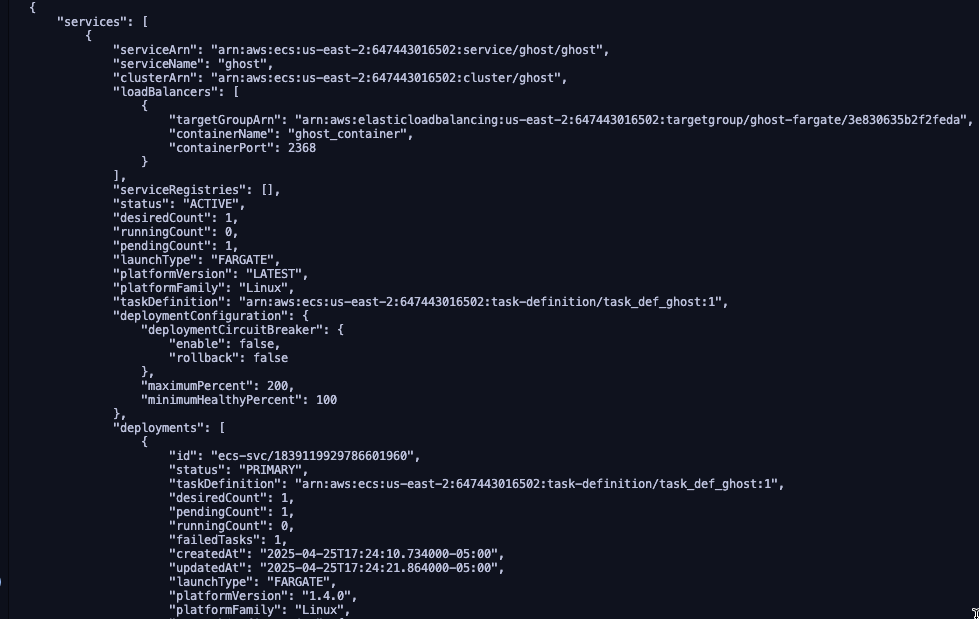 {
    "services": [
        {
            "serviceArn": "arn:aws:ecs:us-east-2:647443016502:service/ghost/ghost",
            "serviceName": "ghost",
            "clusterArn": "arn:aws:ecs:us-east-2:647443016502:cluster/ghost",
            "loadBalancers": [
                {
                    "targetGroupArn": "arn:aws:elasticloadbalancing:us-east-2:647443016502:targetgroup/ghost-fargate/3e830635b2f2feda",
                    "containerName": "ghost_container",
                    "containerPort": 2368
                }
            ],
            "serviceRegistries": [],
            "status": "ACTIVE",
            "desiredCount": 1,
            "runningCount": 0,
            "pendingCount": 1,
            "launchType": "FARGATE",
            "platformVersion": "LATEST",
            "platformFamily": "Linux",
            "taskDefinition": "arn:aws:ecs:us-east-2:647443016502:task-definition/task_def_ghost:1",
            "deploymentConfiguration": {
                "deploymentCircuitBreaker": {
                    "enable": false,
                    "rollback": false
                },
                "maximumPercent": 200,
                "minimumHealthyPercent": 100
            },
            "deployments": [
                {
                    "id": "ecs-svc/1839119929786601960",
                    "status": "PRIMARY",
                    "taskDefinition": "arn:aws:ecs:us-east-2:647443016502:task-definition/task_def_ghost:1",
                    "desiredCount": 1,
                    "pendingCount": 1,
                    "runningCount": 0,
                    "failedTasks": 1,
                    "createdAt": "2025-04-25T17:24:10.734000-05:00",
                    "updatedAt": "2025-04-25T17:24:21.864000-05:00",
                    "launchType": "FARGATE",
                    "platformVersion": "1.4.0",
                    "platformFamily": "Linux",